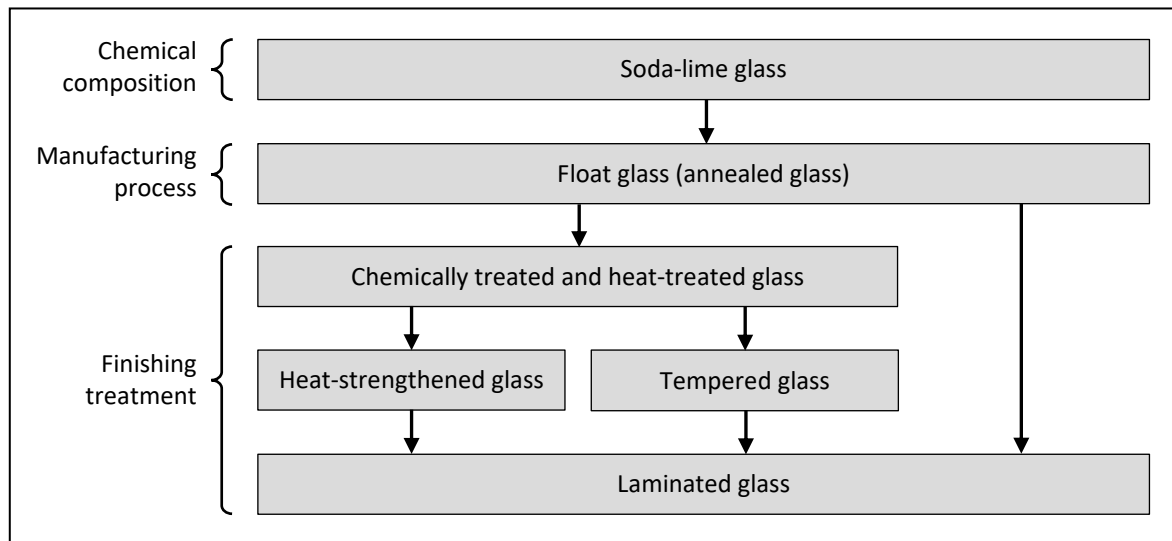 Chemical
composition
Soda-lime glass
Manufacturing
process
Float glass (annealed glass)
Finishing
treatment
Chemically treated and heat-treated glass
Heat-strengthened glass
Tempered glass
Laminated glass